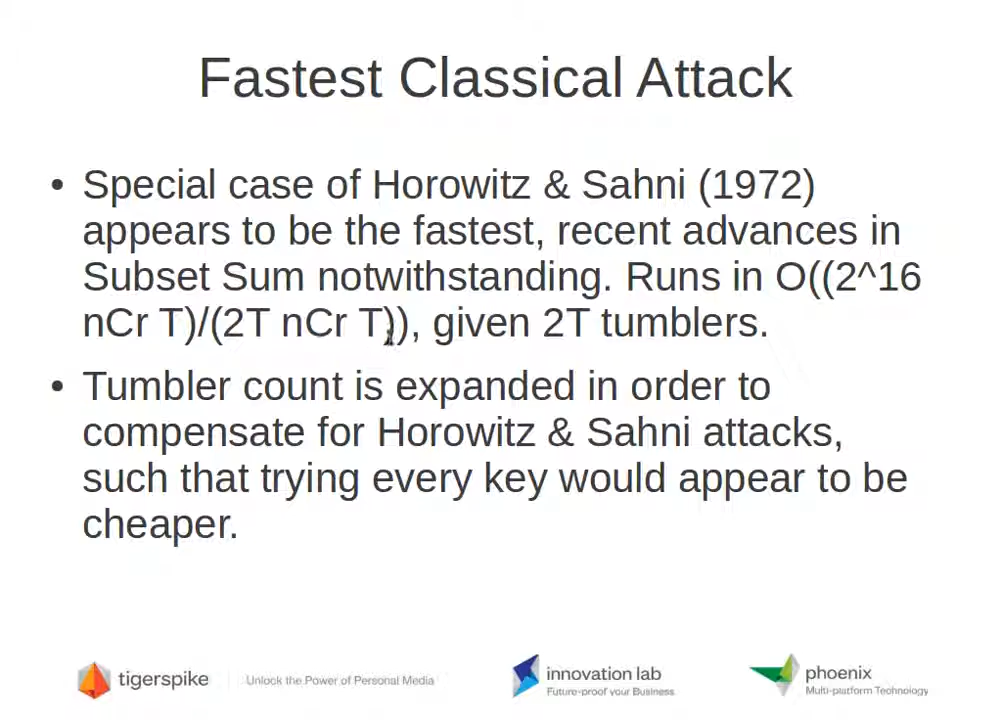 Fastest Classical Attack
• Special case of Horowitz & Sahni (1972)
appears to be the fastest, recent advances in
Subset Sum notwithstanding. Runs in O((2^16
nCr T)/(2T nCr T)), given 2T tumblers.
• Tumbler count is expanded in order to
compensate for Horowitz & Sahni attacks,
such that trying every key would appear to be
cheaper.
tigerspike
Unlock the Power of Personal Media
innovation lab
Future-proof your Business
phoenix
Multi-platform Technology